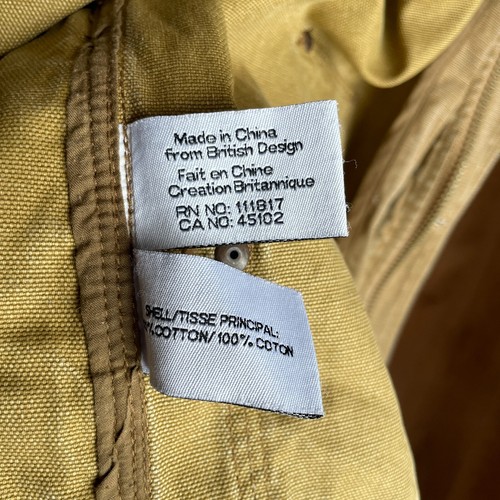 Made in China
from British Design
Fait en Chine
Creation Britannique
RN NO: 111817
CA NO: 45102
SHELL/TISSE PRINCIPAL:
%COTTON/ 100% COTON